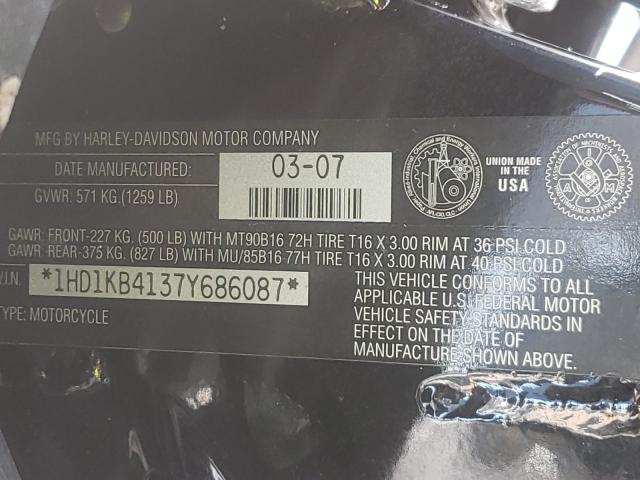 MFG BY HARLEY-DAVIDSON MOTOR COMPANY
DATE MANUFACTURED: 03-07
GVWR: 571 KG.(1259 LB)
UNION MADE
IN THE
USA
GAWR: FRONT-227 KG. (500 LB) WITH MT90B16 72H TIRE T16 X 3.00 RIM AT 36 PSI COLD
GAWR: REAR-375 KG. (827 LB) WITH MU/85B16 77H TIRE T16 X 3.00 RIM AT 40 PSI COLD
V.I.N. *1HD1KB4137Y686087*
TYPE: MOTORCYCLE
THIS VEHICLE CONFORMS TO ALL
APPLICABLE U.S. FEDERAL MOTOR
VEHICLE SAFETY STANDARDS IN
EFFECT ON THE DATE OF
MANUFACTURE SHOWN ABOVE.